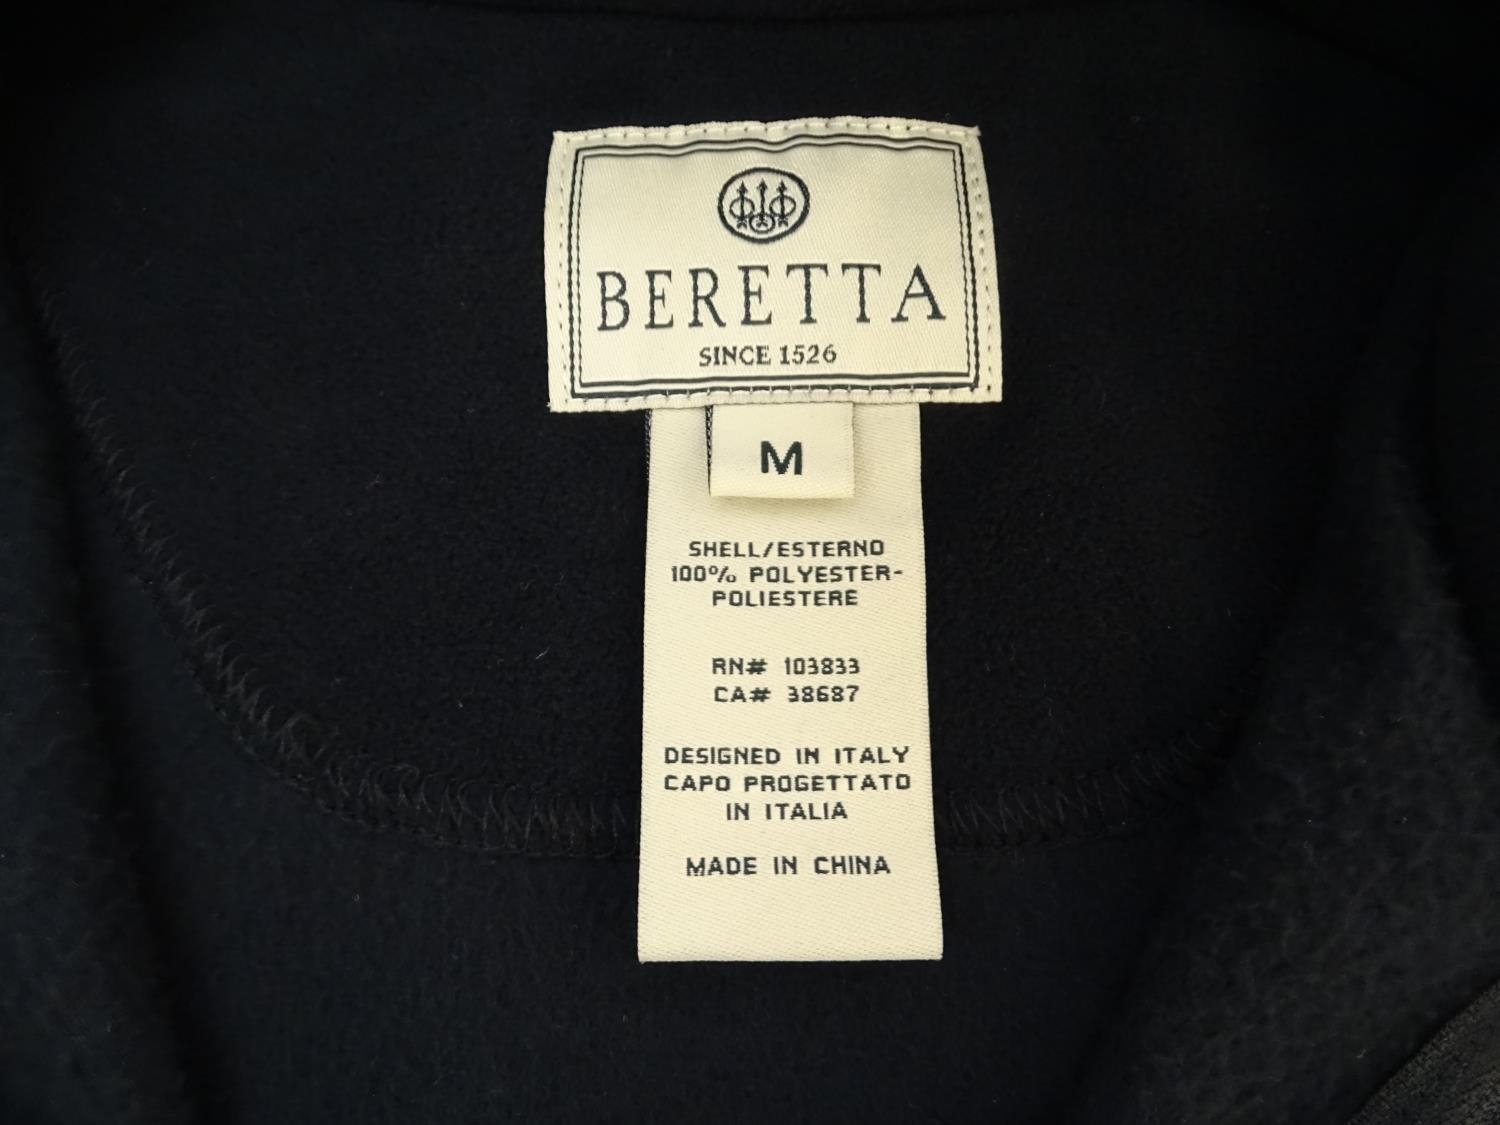 BERETTA
SINCE 1526
M
SHELL/ESTERNO
100% POLYESTER-
POLIESTERE
RN# 103833
CA# 38687
DESIGNED IN ITALY
CAPO PROGETTATO
IN ITALIA
MADE IN CHINA